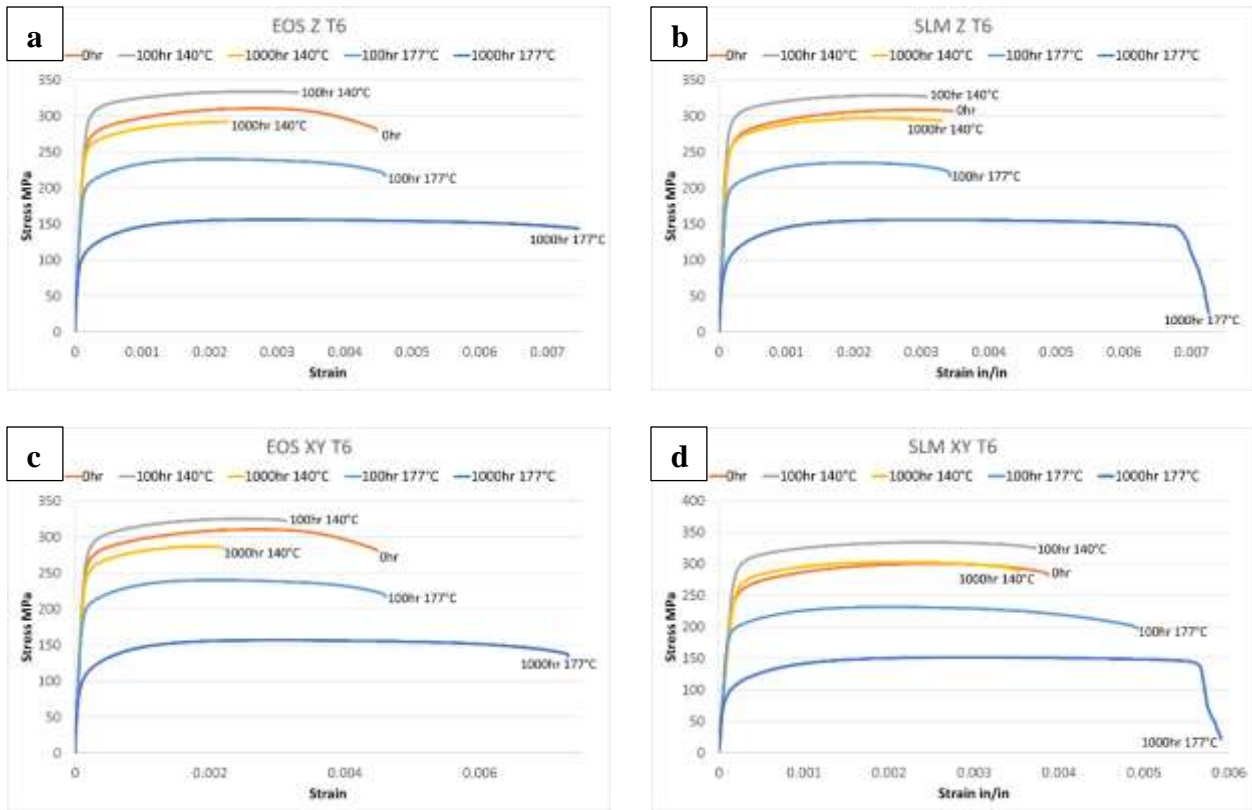 a
EOS Z T6
0hr 100hr 140°C 1000hr 140°C 100hr 177°C 1000hr 177°C
350
300
250
200
150
100
50
0
Stress MPa
100hr 140°C
1000hr 140°C
0hr
100hr 177°C
1000hr 177°C
0 0.001 0.002 0.003 0.004 0.005 0.006 0.007
Strain
b
SLM Z T6
0hr 100hr 140°C 1000hr 140°C 100hr 177°C 1000hr 177°C
350
300
250
200
150
100
50
0
Stress MPa
100hr 140°C
0hr
1000hr 140°C
100hr 177°C
1000hr 177°C
0 0.001 0.002 0.003 0.004 0.005 0.006 0.007
Strain in/in
c
EOS XY T6
0hr 100hr 140°C 1000hr 140°C 100hr 177°C 1000hr 177°C
350
300
250
200
150
100
50
0
Stress MPa
100hr 140°C
1000hr 140°C
0hr
100hr 177°C
1000hr 177°C
0 0.002 0.004 0.006
Strain
d
SLM XY T6
0hr 100hr 140°C 1000hr 140°C 100hr 177°C 1000hr 177°C
400
350
300
250
200
150
100
50
0
Stress MPa
100hr 140°C
1000hr 140°C
0hr
100hr 177°C
1000hr 177°C
0 0.001 0.002 0.003 0.004 0.005 0.006
Strain in/in